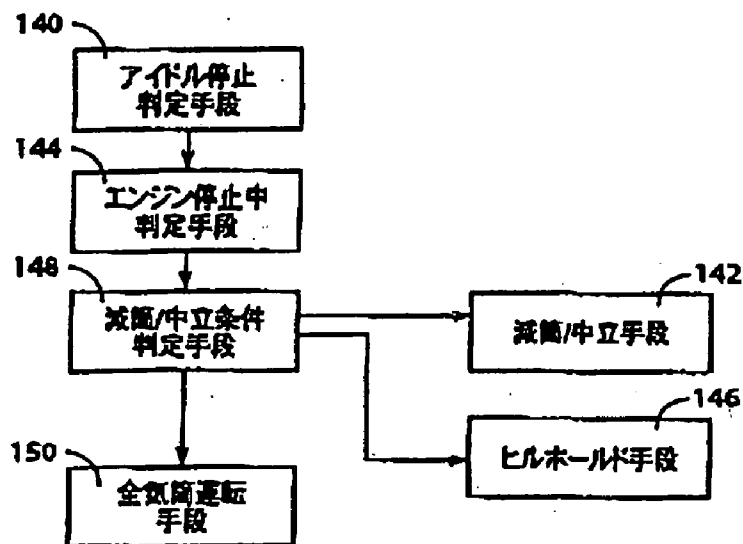 140
アイドル停止
判定手段
144
エンジン停止中
判定手段
148
減筒/中立条件
判定手段
142
減筒/中立手段
146
ヒルホールド手段
150
全気筒運転
手段